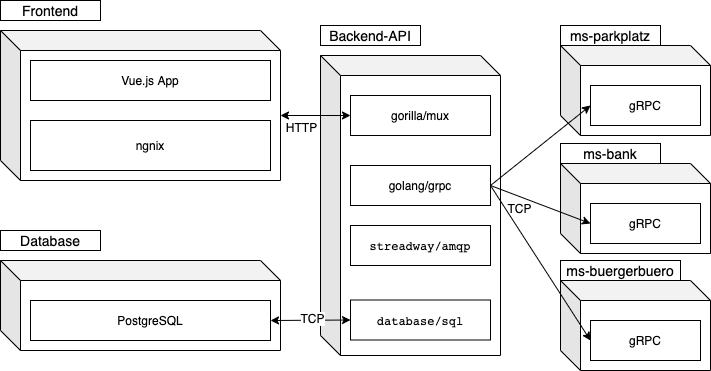 Frontend
Vue.js App
ngnix
HTTP
Database
PostgreSQL
TCP
Backend-API
gorilla/mux
golang/grpc
streadway/amqp
database/sql
TCP
ms-parkplatz
gRPC
ms-bank
gRPC
ms-buergerbuero
gRPC